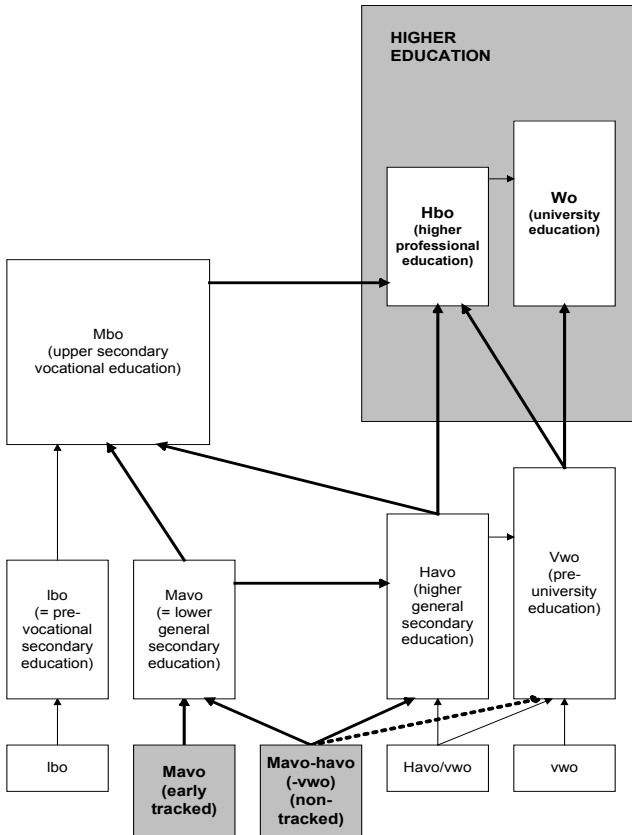 HIGHER
EDUCATION
Wo
(university
education)
Hbo
(higher
professional
education)
Mbo
(upper secondary
vocational education)
lbo
(= pre-
vocational
secondary
education)
Mavo
(= lower
general
secondary
education)
Havo
(higher
general
secondary
education)
Vwo
(pre-
university
education)
lbo
Mavo
(early
tracked)
Mavo-havo
(-vwo)
(non-
tracked)
Havo/vwo
vwo